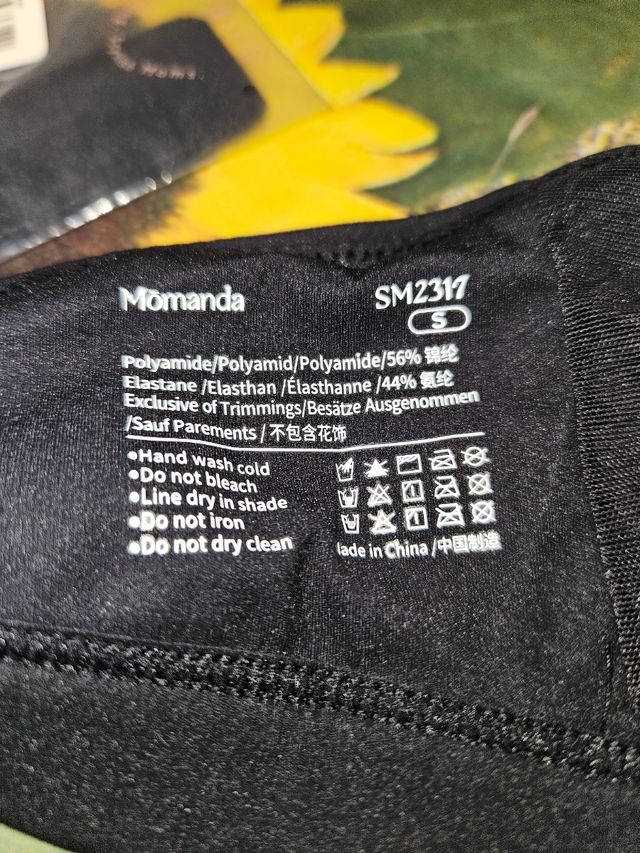 Mōmanda
SM2317
S
Polyamide/Polyamid/Polyamide/56% 锦纶
Elastane /Elasthan /Élasthanne /44% 氨纶
Exclusive of Trimmings/Besätze Ausgenommen
/Sauf Parements / 不包含花饰
•Hand wash cold
•Do not bleach
•Line dry in shade
•Do not iron
•Do not dry clean
lade in China /中国制造